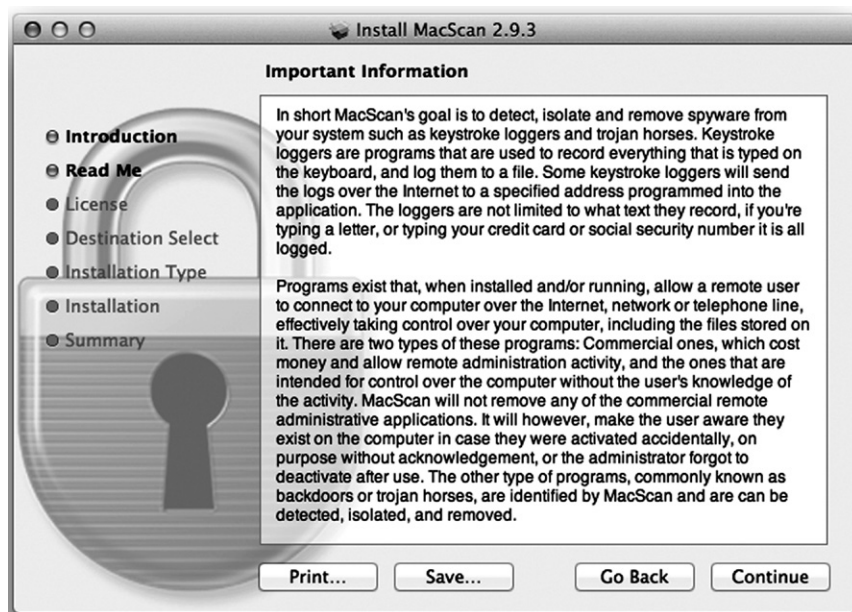 Install MacScan 2.9.3
Important Information
Introduction
Read Me
License
Destination Select
Installation Type
Installation
Summary
In short MacScan's goal is to detect, isolate and remove spyware from
your system such as keystroke loggers and trojan horses. Keystroke
loggers are programs that are used to record everything that is typed on
the keyboard, and log them to a file. Some keystroke loggers will send
the logs over the Internet to a specified address programmed into the
application. The loggers are not limited to what text they record, if you're
typing a letter, or typing your credit card or social security number it is all
logged.
Programs exist that, when installed and/or running, allow a remote user
to connect to your computer over the Internet, network or telephone line,
effectively taking control over your computer, including the files stored on
it. There are two types of these programs: Commercial ones, which cost
money and allow remote administration activity, and the ones that are
intended for control over the computer without the user's knowledge of
the activity. MacScan will not remove any of the commercial remote
administrative applications. It will however, make the user aware they
exist on the computer in case they were activated accidentally, on
purpose without acknowledgement, or the administrator forgot to
deactivate after use. The other type of programs, commonly known as
backdoors or trojan horses, are identified by MacScan and are can be
detected, isolated, and removed.
Print...
Save...
Go Back
Continue